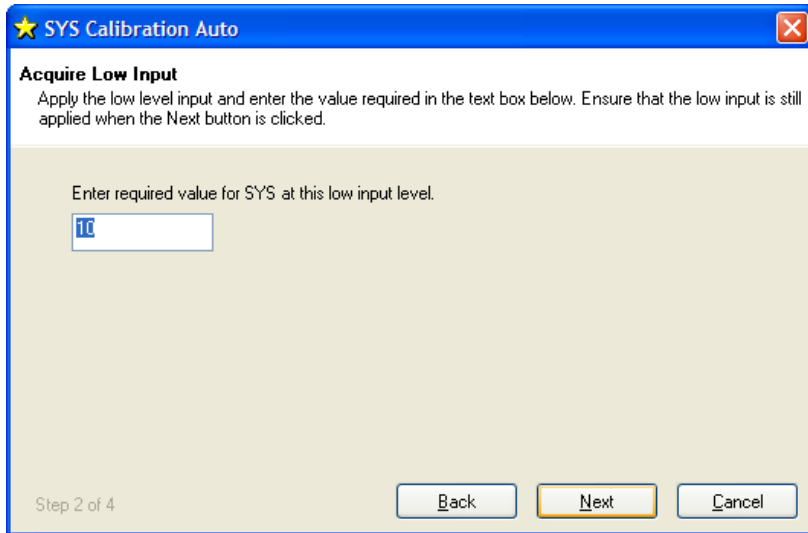 SYS Calibration Auto
Acquire Low Input
Apply the low level input and enter the value required in the text box below. Ensure that the low input is still
applied when the Next button is clicked.
Enter required value for SYS at this low input level.
10
Step 2 of 4
Back
Next
Cancel